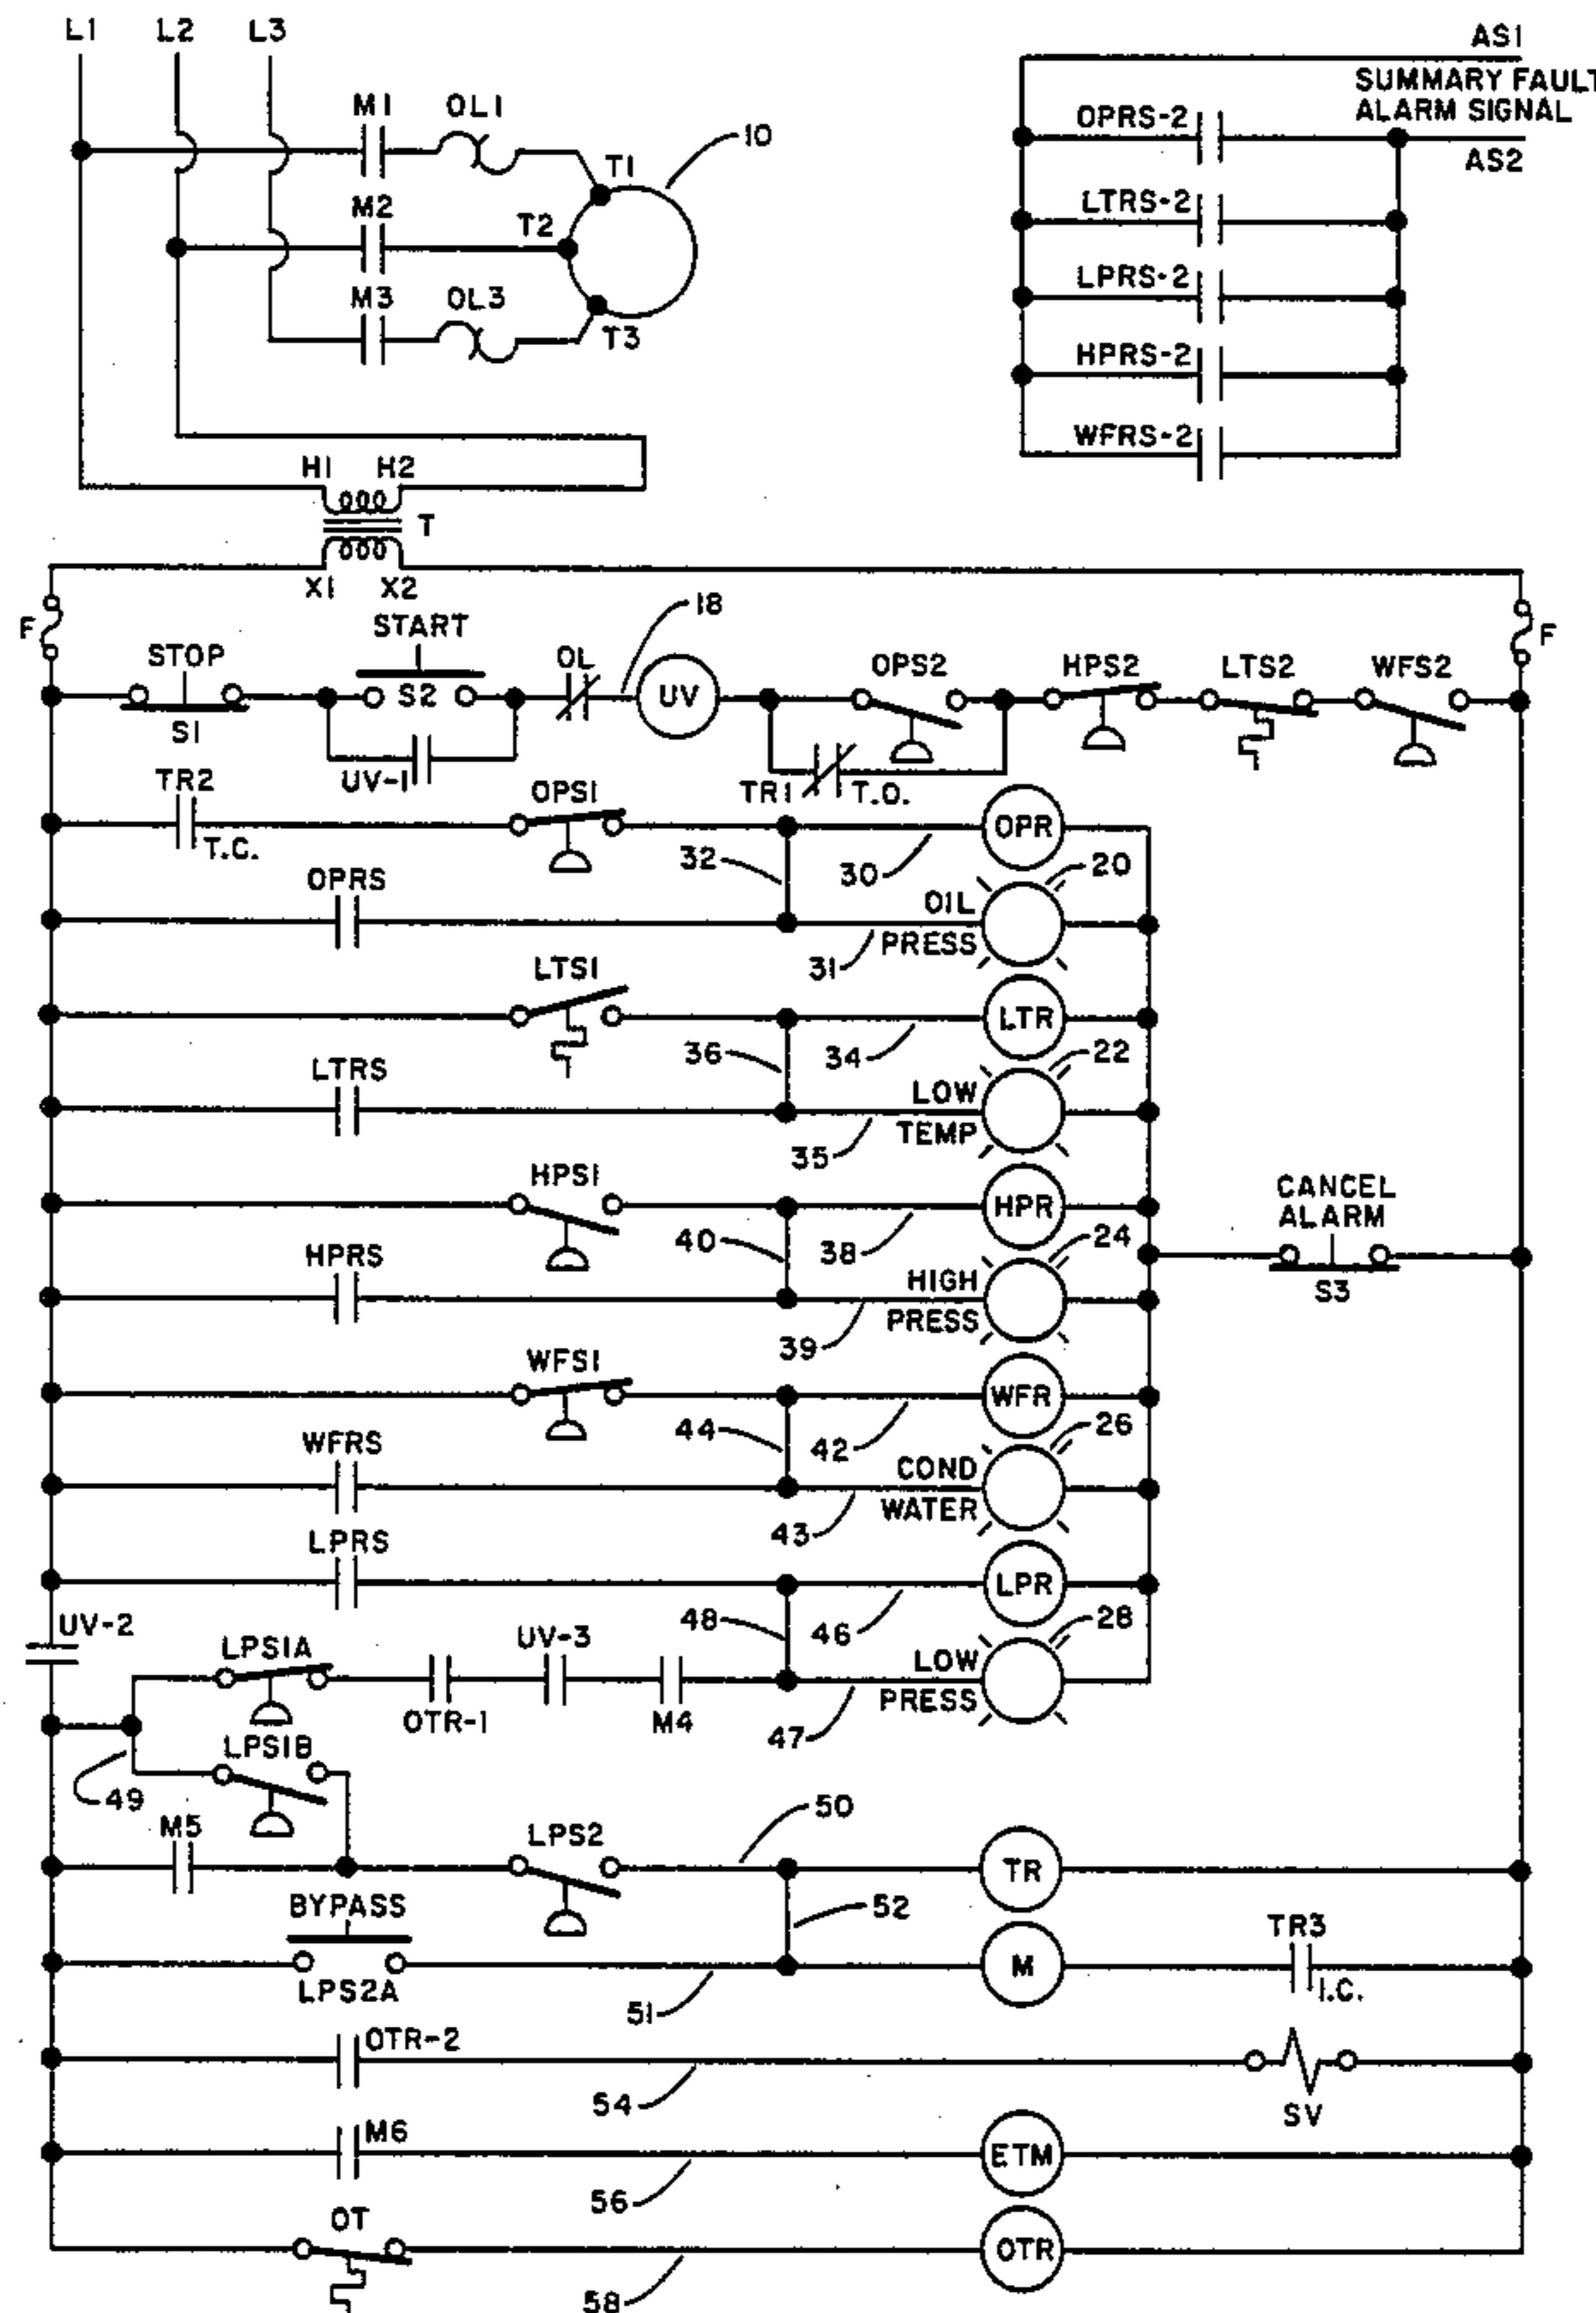 L1 L2 L3
AS1
SUMMARY FAULT
ALARM SIGNAL
AS2
M1 OL1
10
T1
M2
T2
M3 OL3
T3
OPRS-2
LTRS-2
LPRS-2
HPRS-2
WFRS-2
H1 H2
T
X1 X2
F
F
STOP
S1
START
S2
UV-1
OL
18
UV
OPS2
HPS2
LTS2
WFS2
TR1
T.O.
TR2
T.C.
OPS1
32
30
OPR
20
OPRS
OIL
PRESS
31
LTS1
36
34
LTR
22
LTRS
LOW
TEMP
35
HPS1
40
38
HPR
24
CANCEL
ALARM
S3
HPRS
HIGH
PRESS
39
WFS1
44
42
WFR
26
WFRS
COND
WATER
43
LPRS
48
46
LPR
28
UV-2
LPS1A
OTR-1
UV-3
M4
LOW
PRESS
47
LPS1B
49
M5
LPS2
50
TR
BYPASS
LPS2A
52
51
M
TR3
I.C.
OTR-2
54
SV
M6
56
ETM
OT
58
OTR